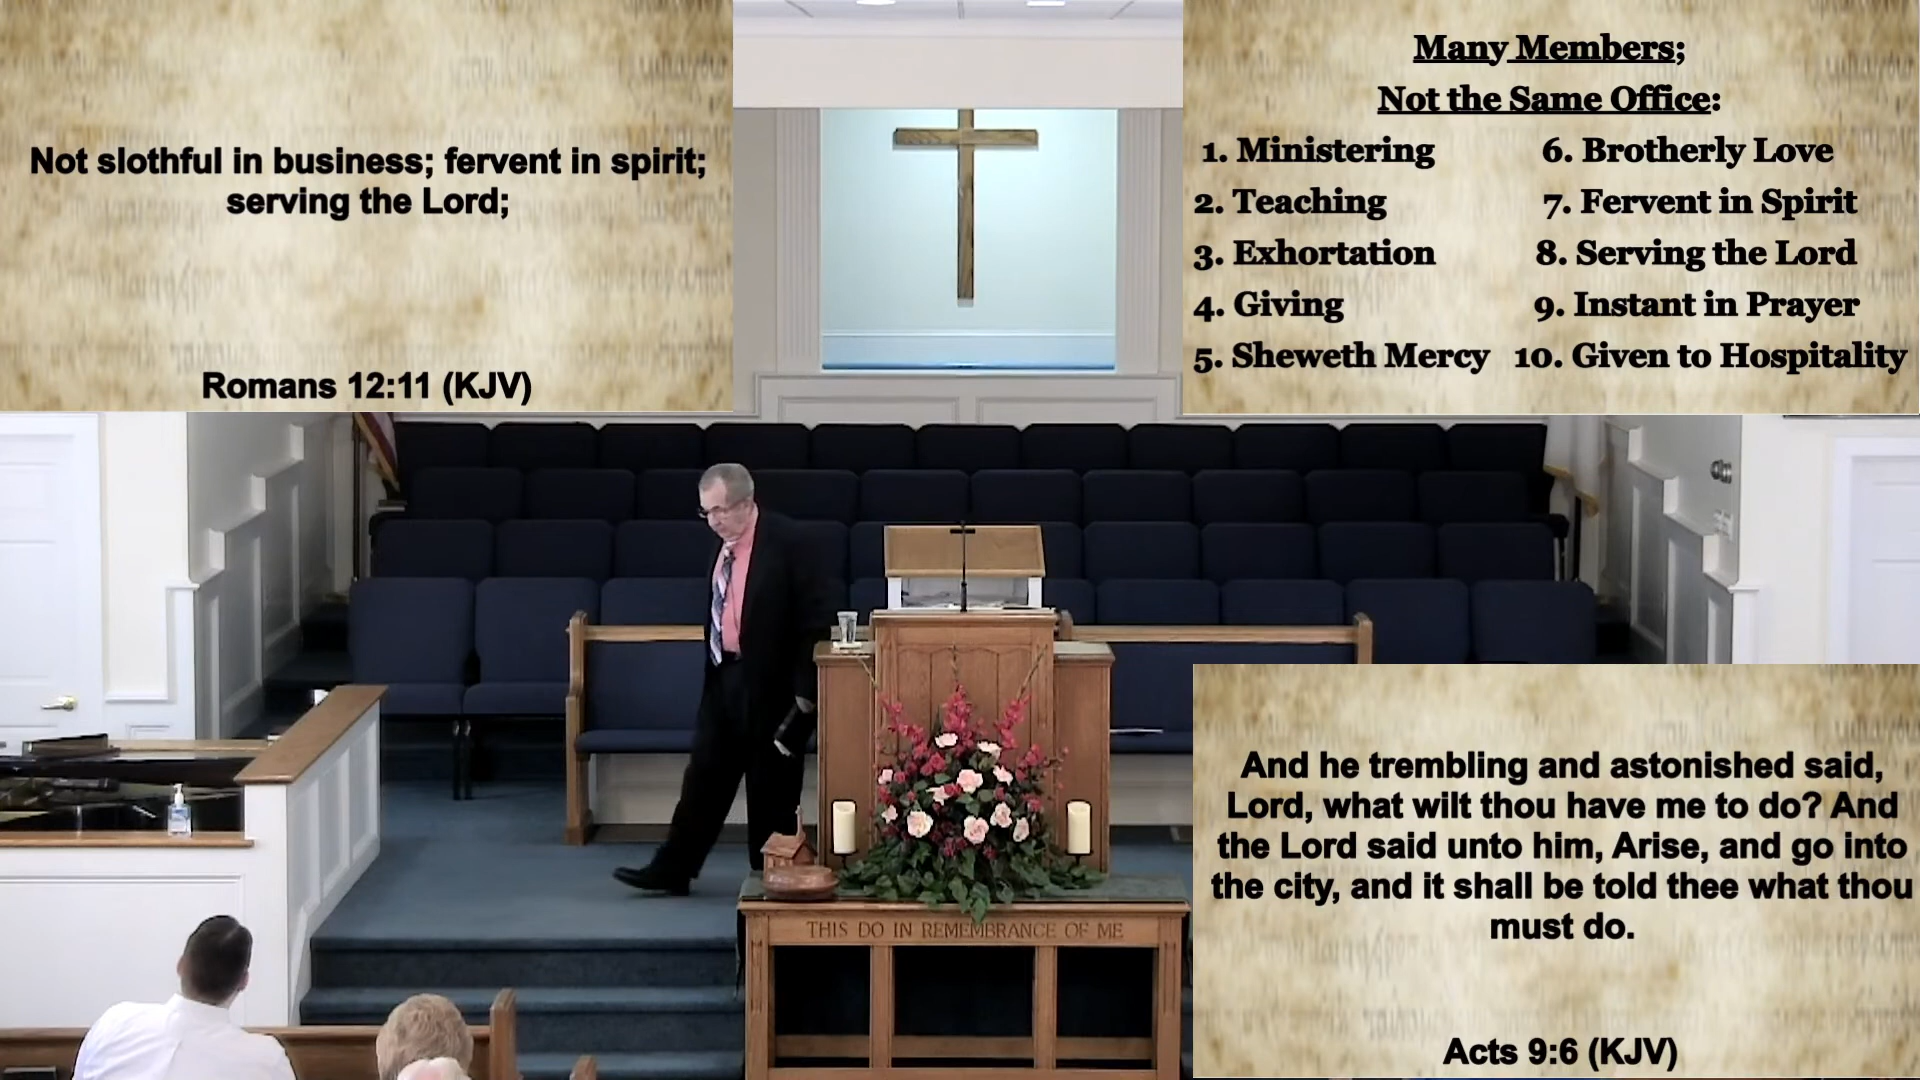 Not slothful in business; fervent in spirit;
serving the Lord;
Romans 12:11 (KJV)
Many Members;
Not the Same Office:
1. Ministering
2. Teaching
3. Exhortation
4. Giving
5. Sheweth Mercy
6. Brotherly Love
7. Fervent in Spirit
8. Serving the Lord
9. Instant in Prayer
10. Given to Hospitality
And he trembling and astonished said,
Lord, what wilt thou have me to do? And
the Lord said unto him, Arise, and go into
the city, and it shall be told thee what thou
must do.
Acts 9:6 (KJV)
THIS DO IN REMEMBRANCE OF ME